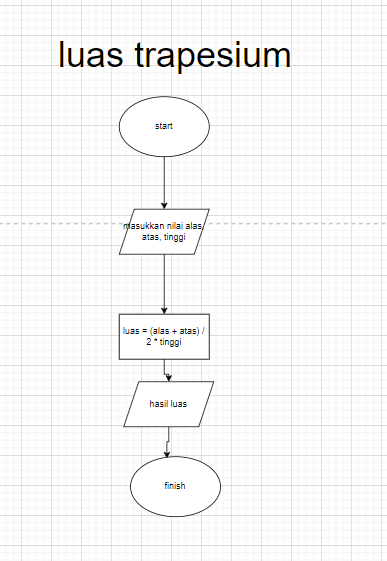 luas trapesium
start
masukkan nilai alas,
atas, tinggi
luas = (alas + atas) /
2 * tinggi
hasil luas
finish